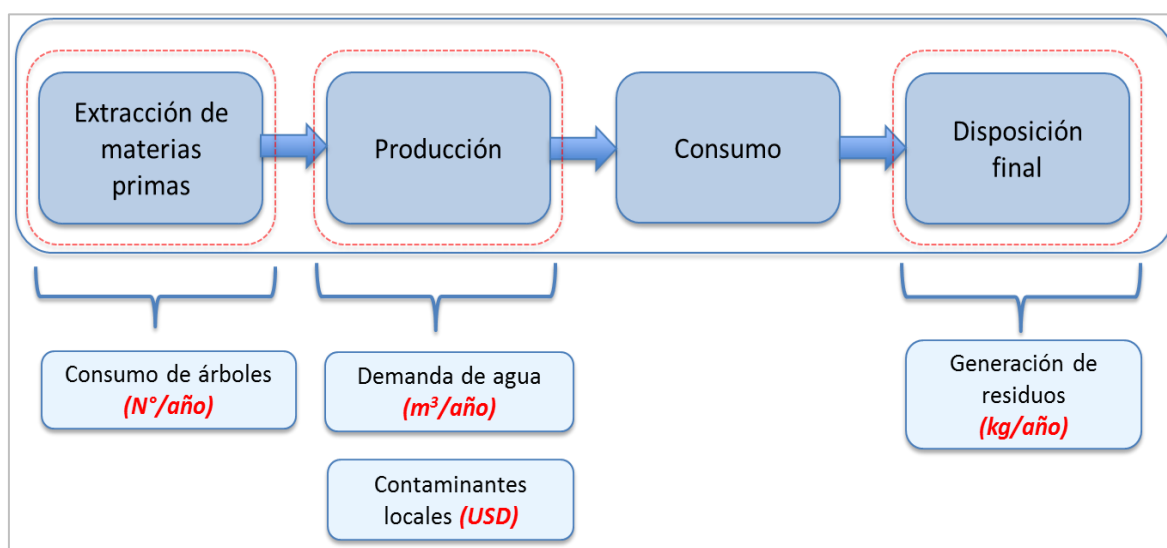 Extracción de
materias
primas
Producción
Consumo
Disposición
final
Consumo de árboles
(N°/año)
Demanda de agua
(m³/año)
Contaminantes
locales (USD)
Generación de
residuos
(kg/año)